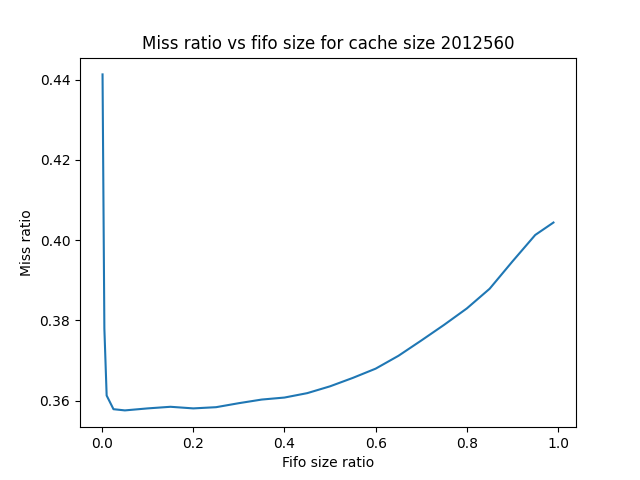 Miss ratio vs fifo size for cache size 2012560
0.44
0.42
0.40
0.38
0.36
Miss ratio
0.0 0.2 0.4 0.6 0.8 1.0
Fifo size ratio